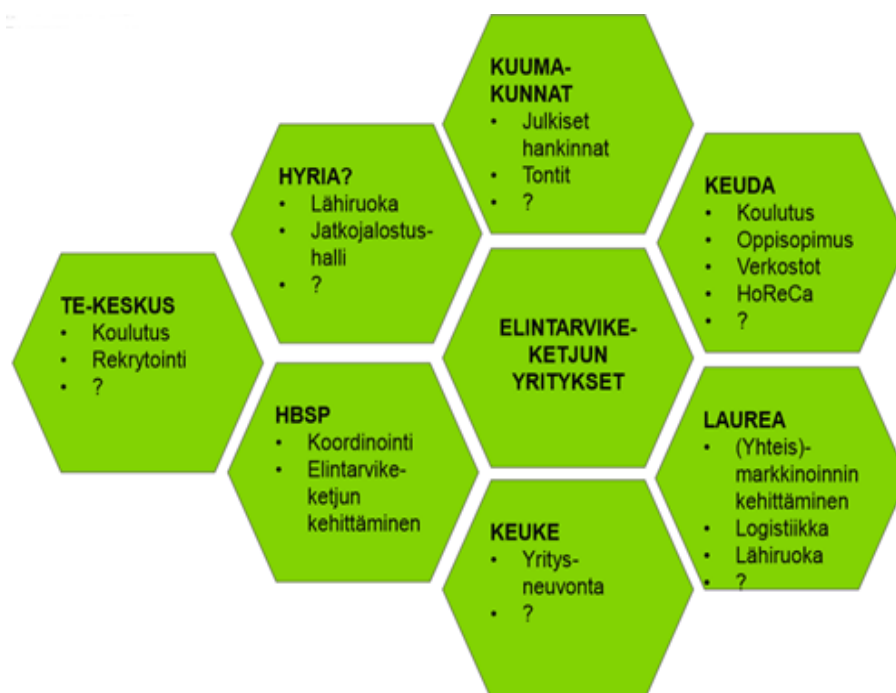 KUUMA-
KUNNAT
• Julkiset
hankinnat
• Tontit
• ?
HYRIA?
• Lähiruoka
• Jatkojalostus-
halli
• ?
KEUDA
• Koulutus
• Oppisopimus
• Verkostot
• HoReCa
• ?
TE-KESKUS
• Koulutus
• Rekrytointi
• ?
ELINTARVIKE-
KETJUN
YRITYKSET
HBSP
• Koordinointi
• Elintarvike-
ketjun
kehittäminen
LAUREA
• (Yhteis)-
markkinoinnin
kehittäminen
• Logistiikka
• Lähiruoka
• ?
KEUKE
• Yritys-
neuvonta
• ?